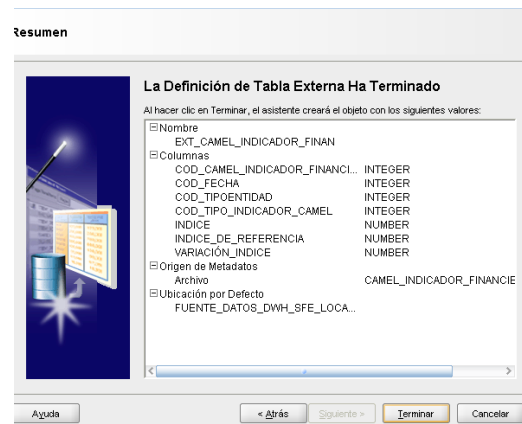 Resumen
La Definición de Tabla Externa Ha Terminado
Al hacer clic en Terminar, el asistente creará el objeto con los siguientes valores:
Nombre
EXT_CAMEL_INDICADOR_FINAN
Columnas
COD_CAMEL_INDICADOR_FINANCI... INTEGER
COD_FECHA INTEGER
COD_TIPOENTIDAD INTEGER
COD_TIPO_INDICADOR_CAMEL INTEGER
INDICE NUMBER
INDICE_DE_REFERENCIA NUMBER
VARIACIÓN_INDICE NUMBER
Origen de Metadatos
Archivo CAMEL_INDICADOR_FINANCIE
Ubicación por Defecto
FUENTE_DATOS_DWH_SFE_LOCA...
Ayuda < Atrás Siguiente > Terminar Cancelar